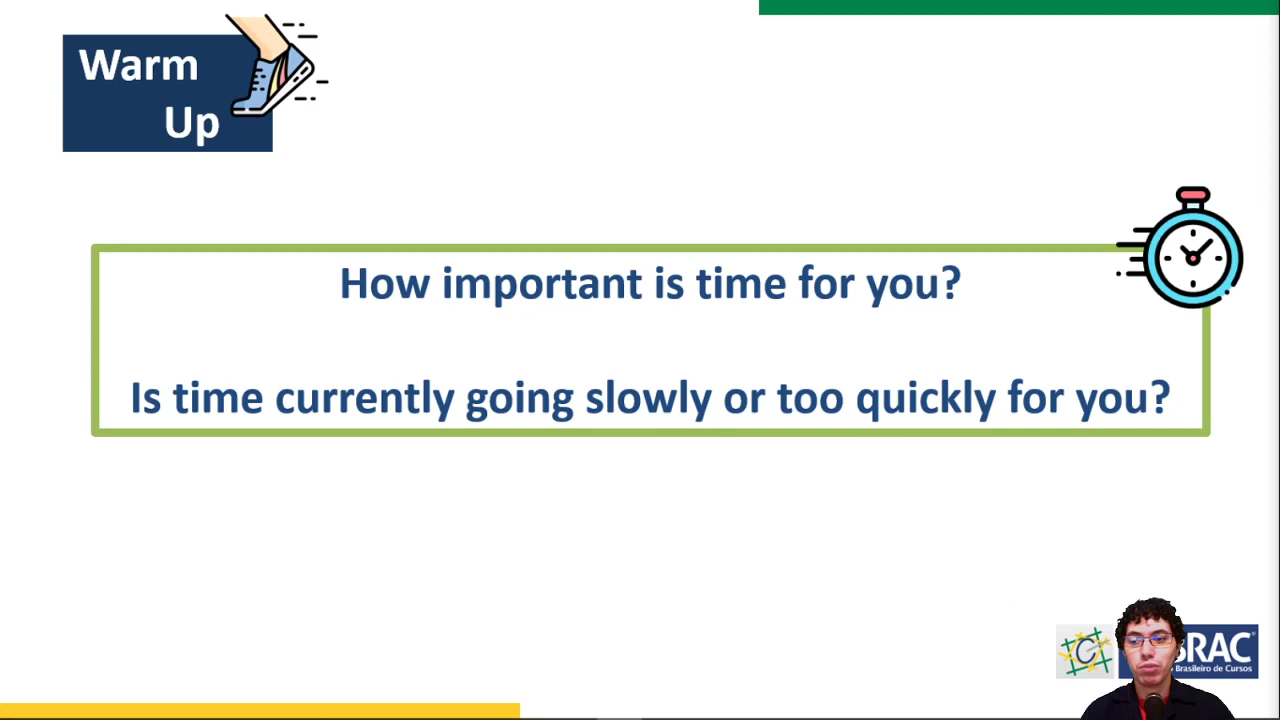 Warm
Up
How important is time for you?
Is time currently going slowly or too quickly for you?
C
BRAC®
Brasileiro de Cursos